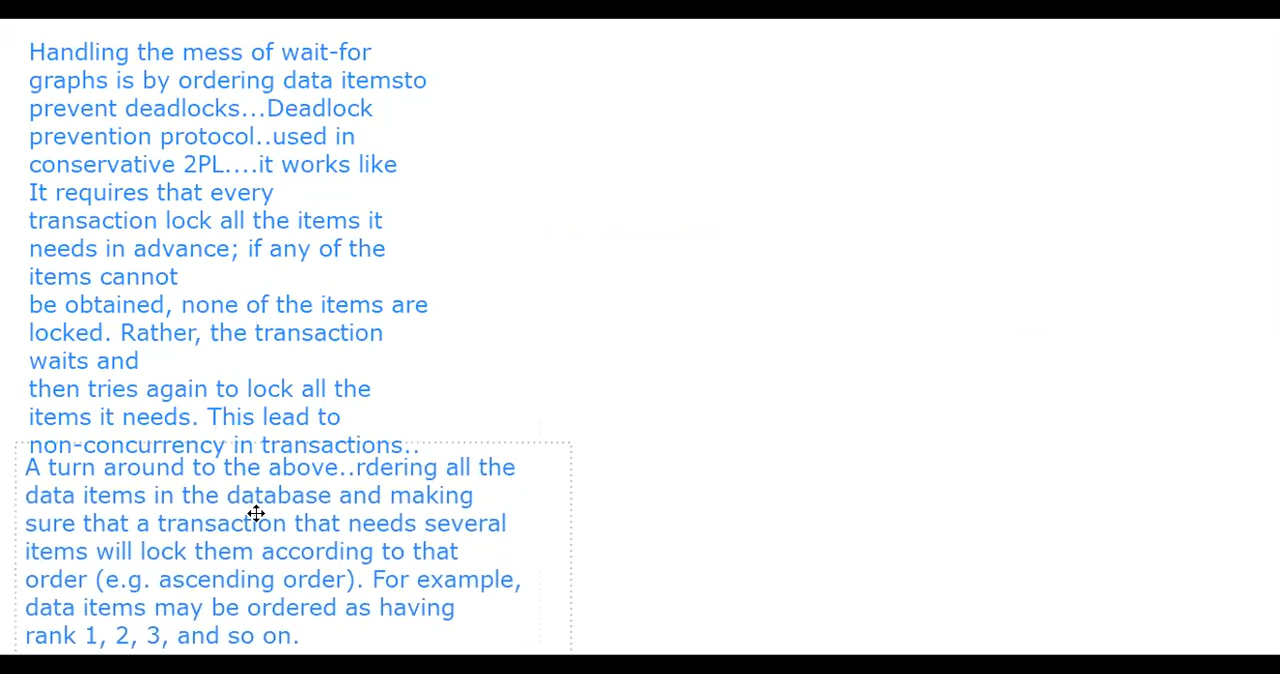 Handling the mess of wait-for
graphs is by ordering data itemsto
prevent deadlocks...Deadlock
prevention protocol..used in
conservative 2PL....it works like
It requires that every
transaction lock all the items it
needs in advance; if any of the
items cannot
be obtained, none of the items are
locked. Rather, the transaction
waits and
then tries again to lock all the
items it needs. This lead to
non-concurrency in transactions..
A turn around to the above..rdering all the
data items in the database and making
sure that a transaction that needs several
items will lock them according to that
order (e.g. ascending order). For example,
data items may be ordered as having
rank 1, 2, 3, and so on.